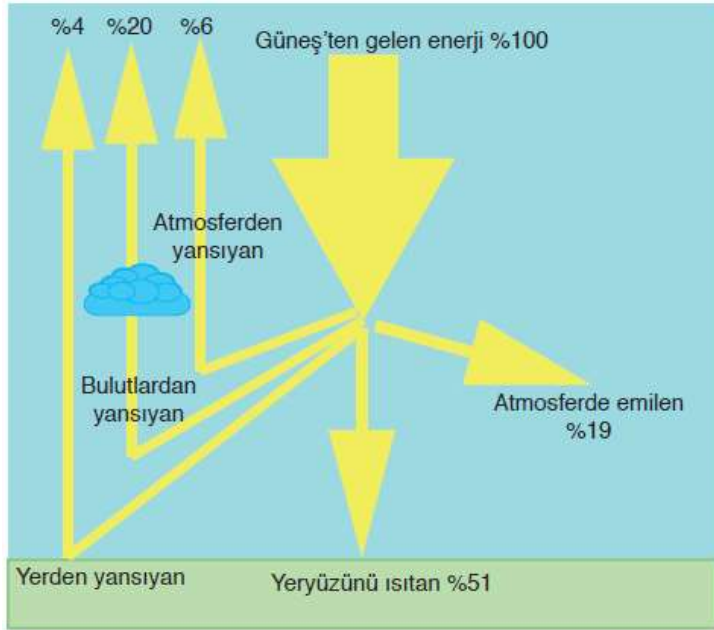 %4 %20 %6
Güneş'ten gelen enerji %100
Atmosferden
yansıyan
Bulutlardan
yansıyan
Atmosferde emilen
%19
Yerden yansıyan
Yeryüzünü ısıtan %51